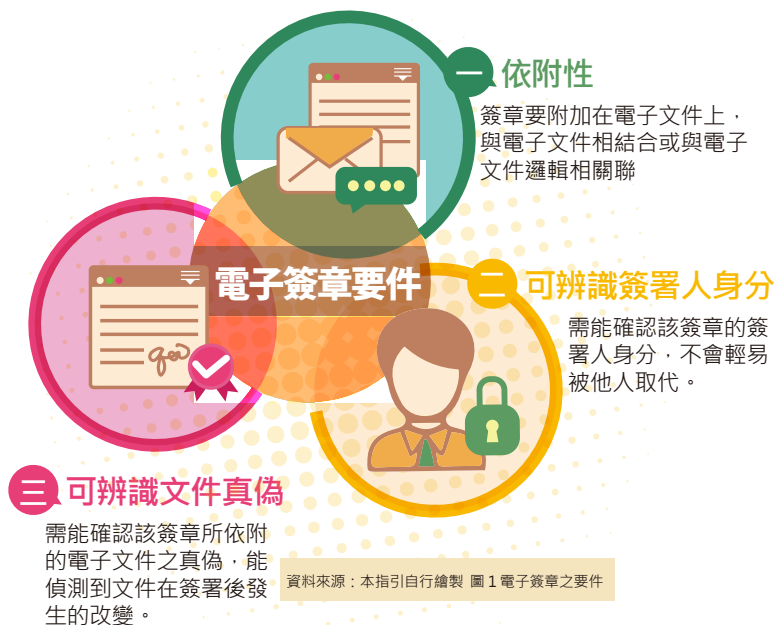 電子簽章要件
一 依附性
簽章要附加在電子文件上，
與電子文件相結合或與電子
文件邏輯相關聯
二 可辨識簽署人身分
需能確認該簽章的簽
署人身分，不會輕易
被他人取代。
三 可辨識文件真偽
需能確認該簽章所依附
的電子文件之真偽，能
偵測到文件在簽署後發
生的改變。
資料來源：本指引自行繪製 圖1電子簽章之要件